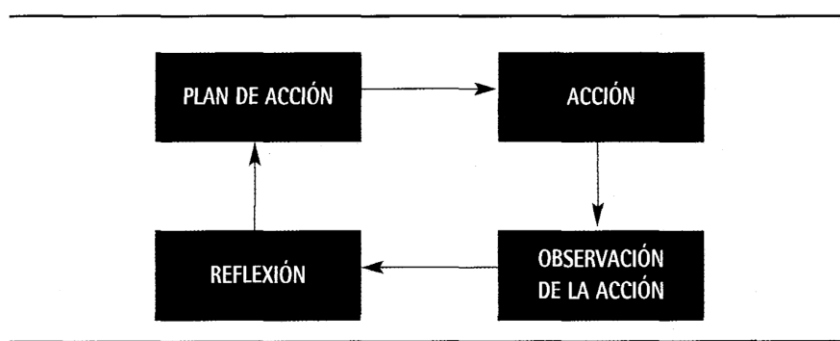 PLAN DE ACCIÓN
ACCIÓN
REFLEXIÓN
OBSERVACIÓN
DE LA ACCIÓN